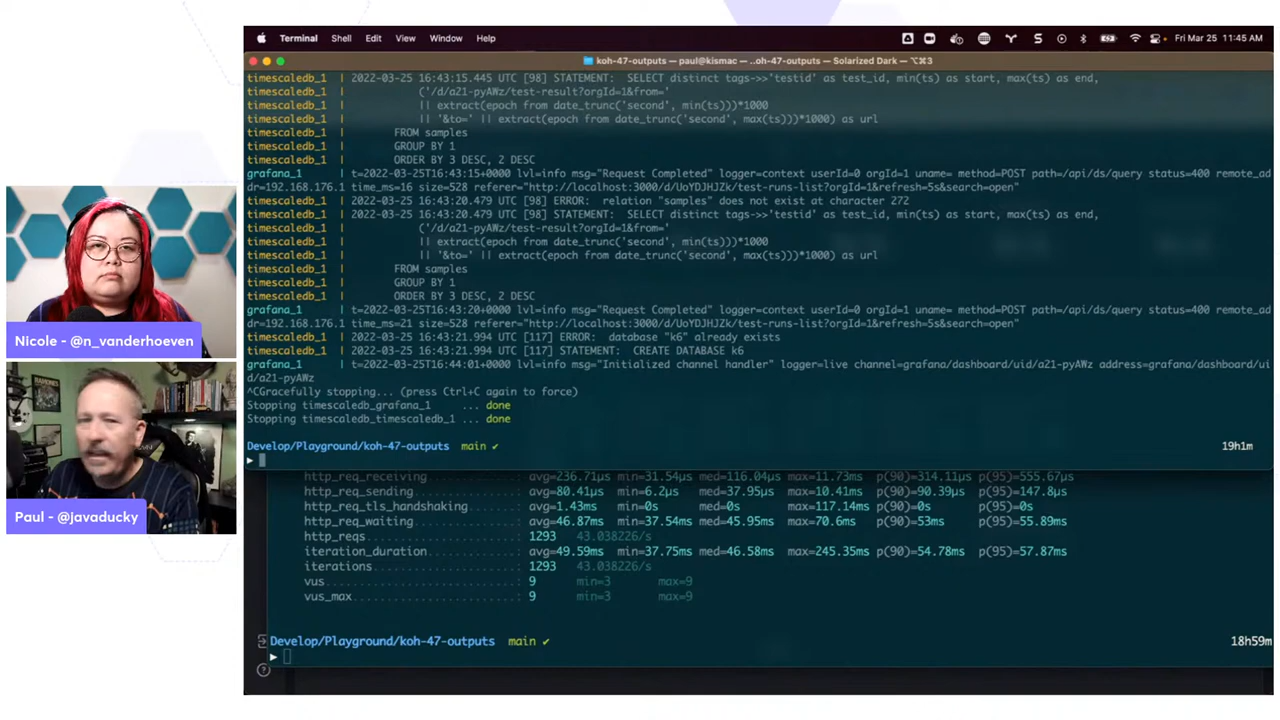 Terminal Shell Edit View Window Help Fri Mar 25 11:45 AM
koh-47-outputs — paul@kismac — ..oh-47-outputs — Solarized Dark — ⌥⌘3
timescaledb_1 | 2022-03-25 16:43:15.445 UTC [98] STATEMENT: SELECT distinct tags->>'testid' as test_id, min(ts) as start, max(ts) as end,
timescaledb_1 | ('/d/a21-pyAWz/test-result?orgId=1&from='
timescaledb_1 | || extract(epoch from date_trunc('second', min(ts)))*1000
timescaledb_1 | || '&to=' || extract(epoch from date_trunc('second', max(ts)))*1000) as url
timescaledb_1 | FROM samples
timescaledb_1 | GROUP BY 1
timescaledb_1 | ORDER BY 3 DESC, 2 DESC
grafana_1 | t=2022-03-25T16:43:15+0000 lvl=info msg="Request Completed" logger=context userId=0 orgId=1 uname= method=POST path=/api/ds/query status=400 remote_ad
dr=192.168.176.1 time_ms=16 size=528 referer="http://localhost:3000/d/UoYDJHJZk/test-runs-list?orgId=1&refresh=5s&search=open"
timescaledb_1 | 2022-03-25 16:43:20.479 UTC [98] ERROR: relation "samples" does not exist at character 272
timescaledb_1 | 2022-03-25 16:43:20.479 UTC [98] STATEMENT: SELECT distinct tags->>'testid' as test_id, min(ts) as start, max(ts) as end,
timescaledb_1 | ('/d/a21-pyAWz/test-result?orgId=1&from='
timescaledb_1 | || extract(epoch from date_trunc('second', min(ts)))*1000
timescaledb_1 | || '&to=' || extract(epoch from date_trunc('second', max(ts)))*1000) as url
timescaledb_1 | FROM samples
timescaledb_1 | GROUP BY 1
timescaledb_1 | ORDER BY 3 DESC, 2 DESC
grafana_1 | t=2022-03-25T16:43:20+0000 lvl=info msg="Request Completed" logger=context userId=0 orgId=1 uname= method=POST path=/api/ds/query status=400 remote_ad
dr=192.168.176.1 time_ms=21 size=528 referer="http://localhost:3000/d/UoYDJHJZk/test-runs-list?orgId=1&refresh=5s&search=open"
timescaledb_1 | 2022-03-25 16:43:21.994 UTC [117] ERROR: database "k6" already exists
timescaledb_1 | 2022-03-25 16:43:21.994 UTC [117] STATEMENT: CREATE DATABASE k6
grafana_1 | t=2022-03-25T16:44:01+0000 lvl=info msg="Initialized channel handler" logger=live channel=grafana/dashboard/uid/a21-pyAWz address=grafana/dashboard/ui
d/a21-pyAWz
^CGracefully stopping... (press Ctrl+C again to force)
Stopping timescaledb_grafana_1 ... done
Stopping timescaledb_timescaledb_1 ... done
Develop/Playground/koh-47-outputs main ✔ 19h1m
http_req_receiving avg=236.71µs min=31.54µs med=116.04µs max=11.73ms p(90)=314.11µs p(95)=555.67µs
http_req_sending avg=80.41µs min=6.2µs med=37.95µs max=10.41ms p(90)=90.39µs p(95)=147.8µs
http_req_tls_handshaking avg=1.43ms min=0s med=0s max=117.14ms p(90)=0s p(95)=0s
http_req_waiting avg=46.87ms min=37.54ms med=45.95ms max=70.6ms p(90)=53ms p(95)=55.89ms
http_reqs 1293 43.038226/s
iteration_duration avg=49.59ms min=37.75ms med=46.58ms max=245.35ms p(90)=54.78ms p(95)=57.87ms
iterations 1293 43.038226/s
vus 9 min=3 max=9
vus_max 9 min=3 max=9
Develop/Playground/koh-47-outputs main ✔ 18h59m
Nicole - @n_vanderhoeven
Paul - @javaducky